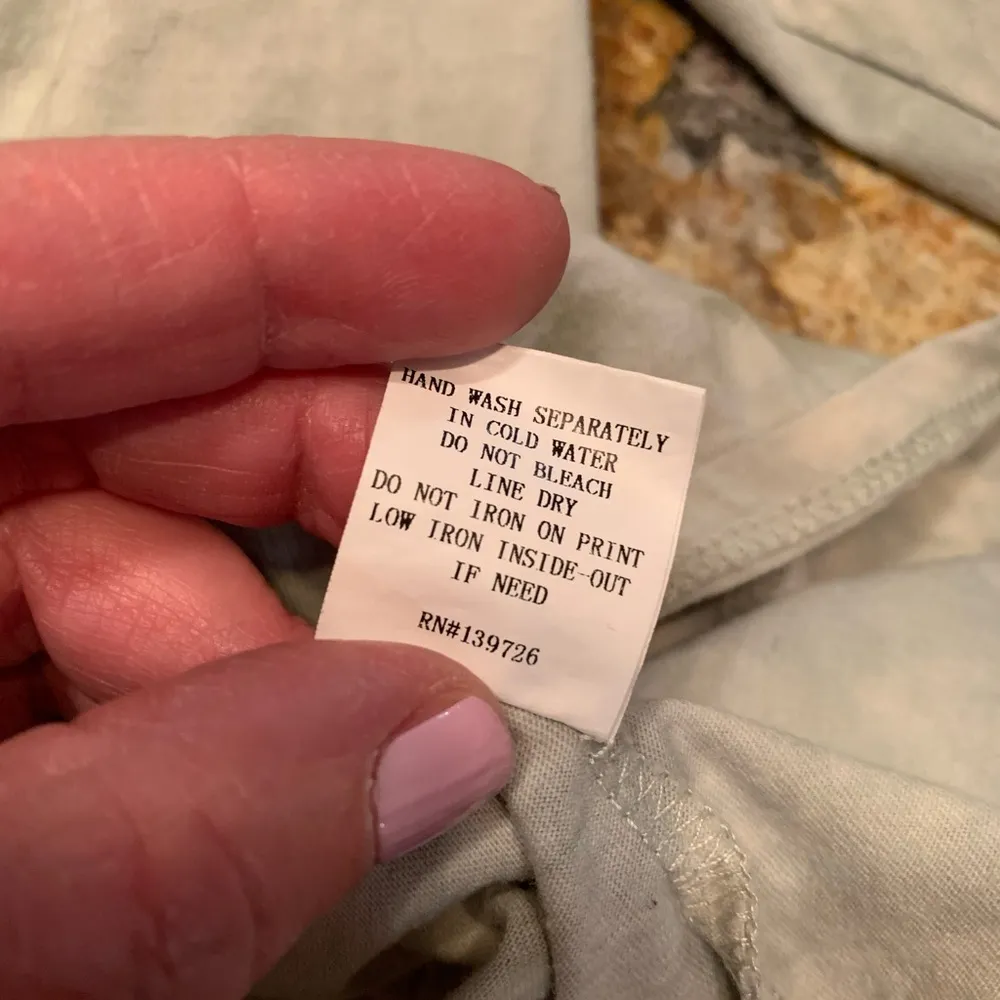 HAND WASH SEPARATELY
IN COLD WATER
DO NOT BLEACH
LINE DRY
DO NOT IRON ON PRINT
LOW IRON INSIDE-OUT
IF NEED
RN#139726